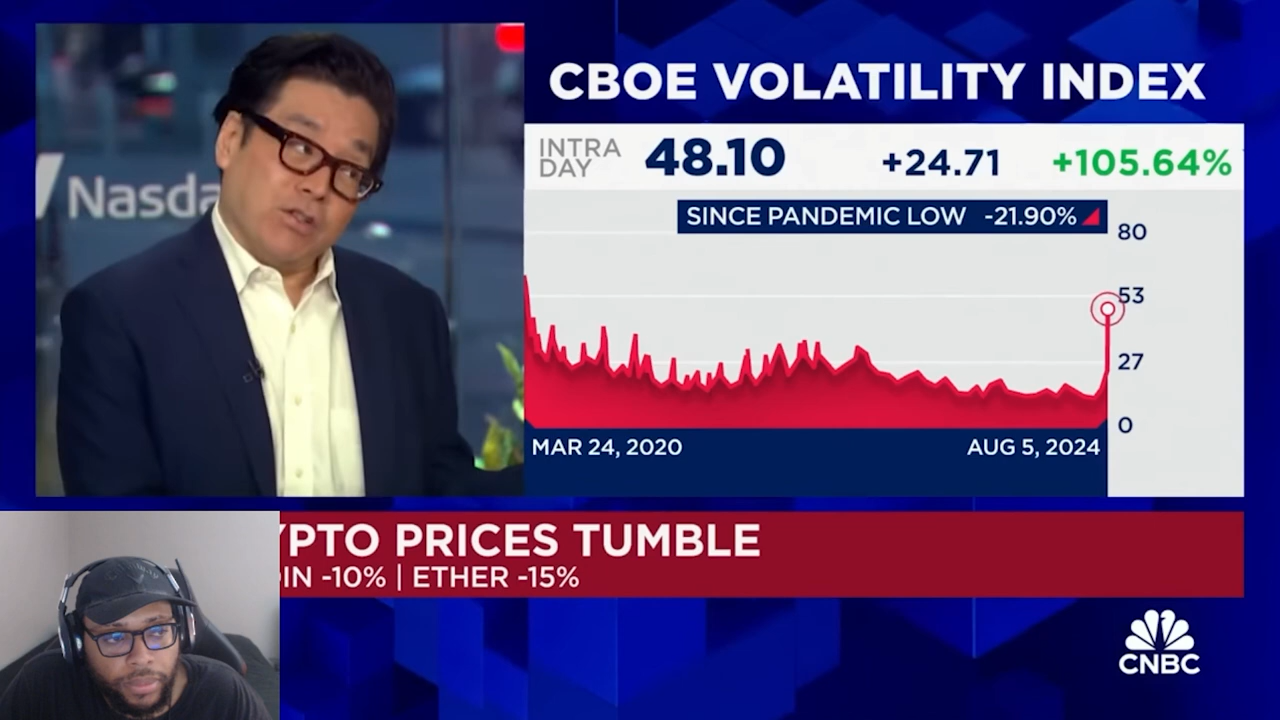 Nasda
CBOE VOLATILITY INDEX
INTRA
DAY
48.10
+24.71
+105.64%
SINCE PANDEMIC LOW -21.90%
80
53
27
0
MAR 24, 2020
AUG 5, 2024
YPTO PRICES TUMBLE
IN -10% | ETHER -15%
CNBC